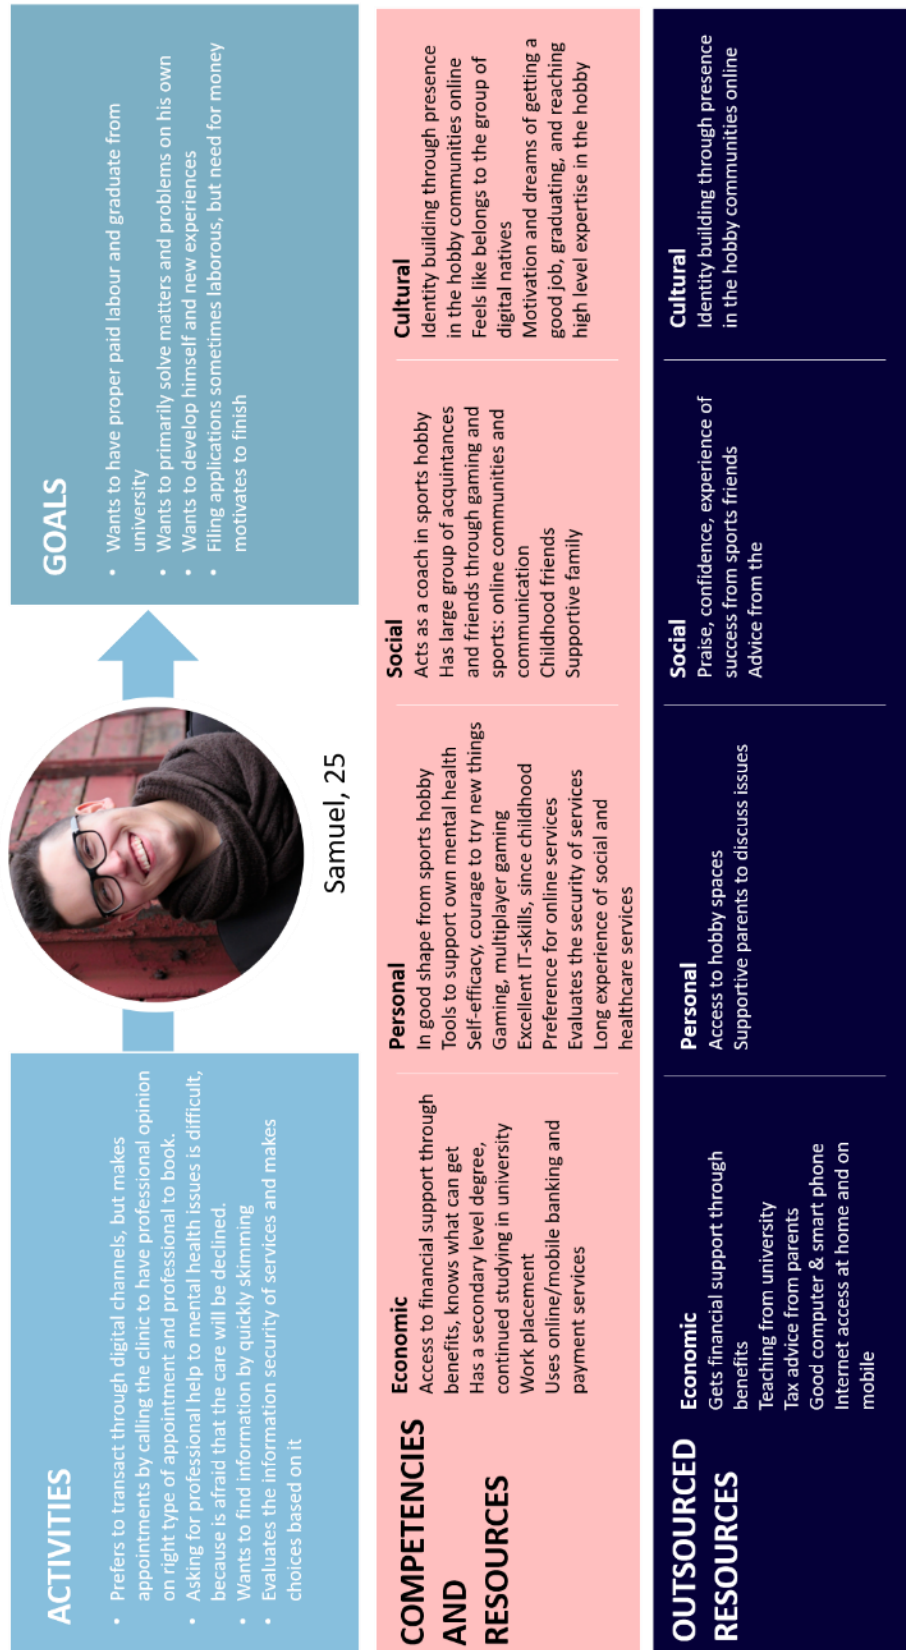 ACTIVITIES
• Prefers to transact through digital channels, but makes
appointments by calling the clinic to have professional opinion
on right type of appointment and professional to book.
• Asking for professional help to mental health issues is difficult,
because is afraid that the care will be declined.
• Wants to find information by quickly skimming
• Evaluates the information security of services and makes
choices based on it
Samuel, 25
GOALS
• Wants to have proper paid labour and graduate from
university
• Wants to primarily solve matters and problems on his own
• Wants to develop himself and new experiences
• Filing applications sometimes laborous, but need for money
motivates to finish
COMPETENCIES
AND
RESOURCES
Economic
Access to financial support through
benefits, knows what can get
Has a secondary level degree,
continued studying in university
Work placement
Uses online/mobile banking and
payment services
Personal
In good shape from sports hobby
Tools to support own mental health
Self-efficacy, courage to try new things
Gaming, multiplayer gaming
Excellent IT-skills, since childhood
Preference for online services
Evaluates the security of services
Long experience of social and
healthcare services
Social
Acts as a coach in sports hobby
Has large group of acquintances
and friends through gaming and
sports: online communities and
communication
Childhood friends
Supportive family
Cultural
Identity building through presence
in the hobby communities online
Feels like belongs to the group of
digital natives
Motivation and dreams of getting a
good job, graduating, and reaching
high level expertise in the hobby
OUTSOURCED
RESOURCES
Economic
Gets financial support through
benefits
Teaching from university
Tax advice from parents
Good computer & smart phone
Internet access at home and on
mobile
Personal
Access to hobby spaces
Supportive parents to discuss issues
Social
Praise, confidence, experience of
success from sports friends
Advice from the
Cultural
Identity building through presence
in the hobby communities online